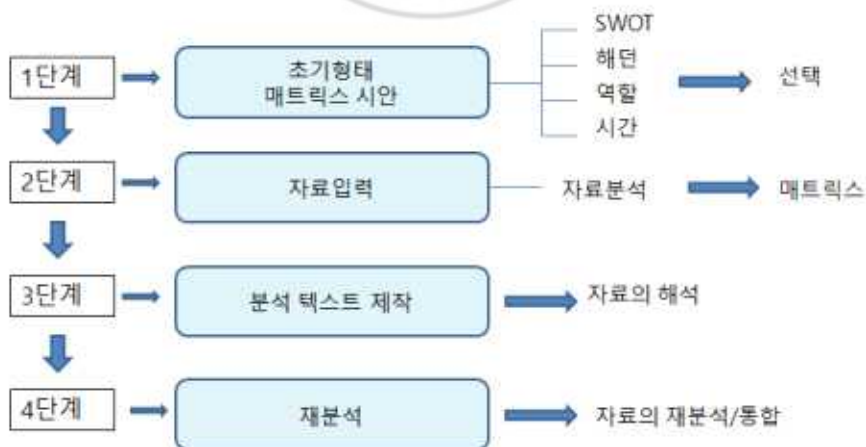 SWOT
1단계
초기형태
매트릭스 시안
해던
역할
시간
선택
2단계
자료입력
자료분석
매트릭스
3단계
분석 텍스트 제작
자료의 해석
4단계
재분석
자료의 재분석/통합